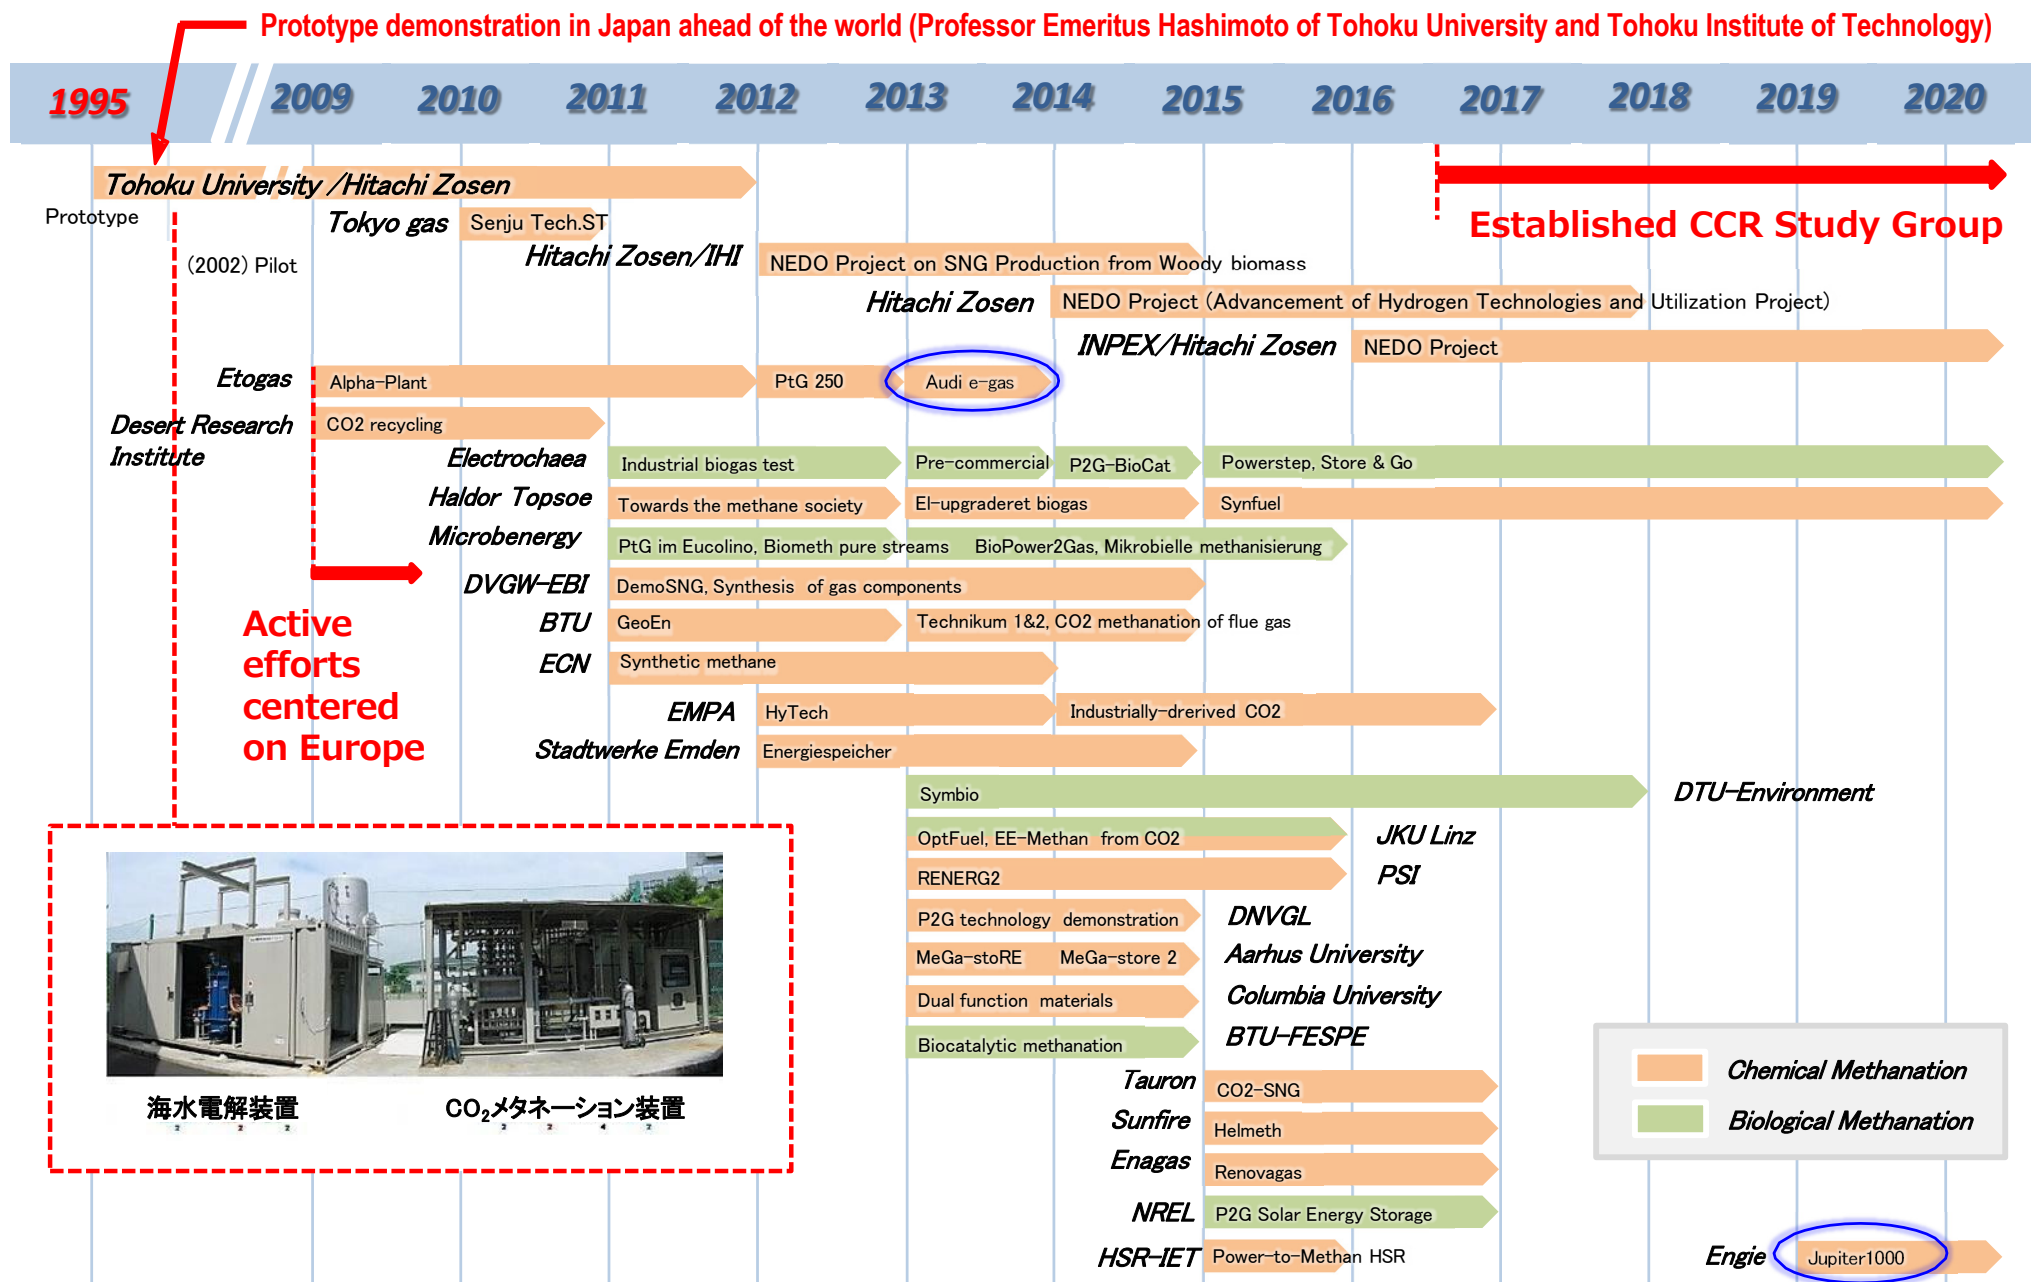 Prototype demonstration in Japan ahead of the world (Professor Emeritus Hashimoto of Tohoku University and Tohoku Institute of Technology)
1995 2009 2010 2011 2012 2013 2014 2015 2016 2017 2018 2019 2020
Tohoku University /Hitachi Zosen
Prototype
Tokyo gas Senju Tech.ST
Established CCR Study Group
(2002) Pilot
Hitachi Zosen/IHI NEDO Project on SNG Production from Woody biomass
Hitachi Zosen NEDO Project (Advancement of Hydrogen Technologies and Utilization Project)
INPEX/Hitachi Zosen NEDO Project
Etogas Alpha-Plant PtG 250 Audi e-gas
Desert Research
Institute
CO2 recycling
Electrochaea Industrial biogas test Pre-commercial P2G-BioCat Powerstep, Store & Go
Haldor Topsoe Towards the methane society El-upgraderet biogas Synfuel
Microbenergy PtG im Eucolino, Biometh pure streams BioPower2Gas, Mikrobielle methanisierung
DVGW-EBI DemoSNG, Synthesis of gas components
BTU GeoEn Technikum 1&2, CO2 methanation of flue gas
ECN Synthetic methane
Active
efforts
centered
on Europe
EMPA HyTech Industrially-drerived CO2
Stadtwerke Emden Energiespeicher
Symbio DTU-Environment
OptFuel, EE-Methan from CO2 JKU Linz
RENERG2 PSI
P2G technology demonstration DNVGL
MeGa-stoRE MeGa-store 2 Aarhus University
Dual function materials Columbia University
Biocatalytic methanation BTU-FESPE
海水電解装置 CO₂メタネーション装置
Tauron CO2-SNG
Sunfire Helmeth
Enagas Renovagas
NREL P2G Solar Energy Storage
HSR-IET Power-to-Methan HSR
Engie Jupiter1000
Chemical Methanation
Biological Methanation